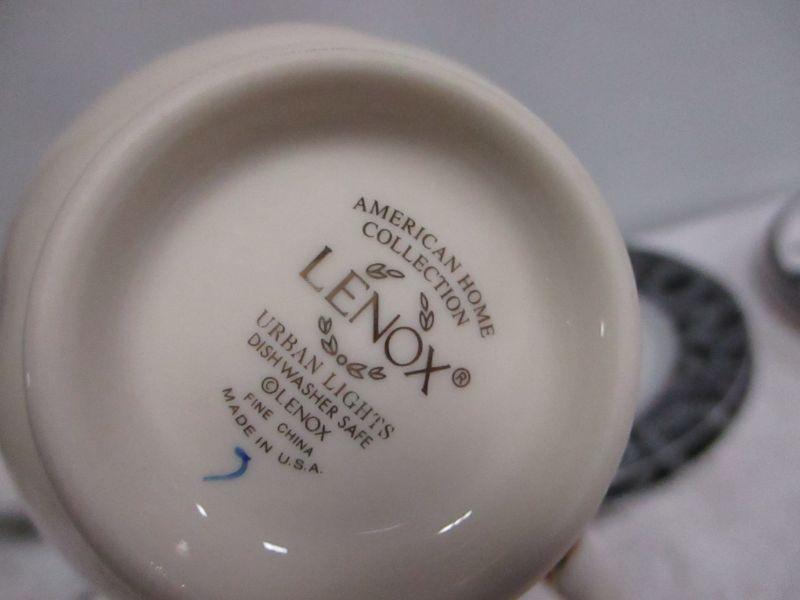 AMERICAN HOME
COLLECTION
LENOX®
URBAN LIGHTS
DISHWASHER SAFE
©LENOX
FINE CHINA
MADE IN U.S.A.